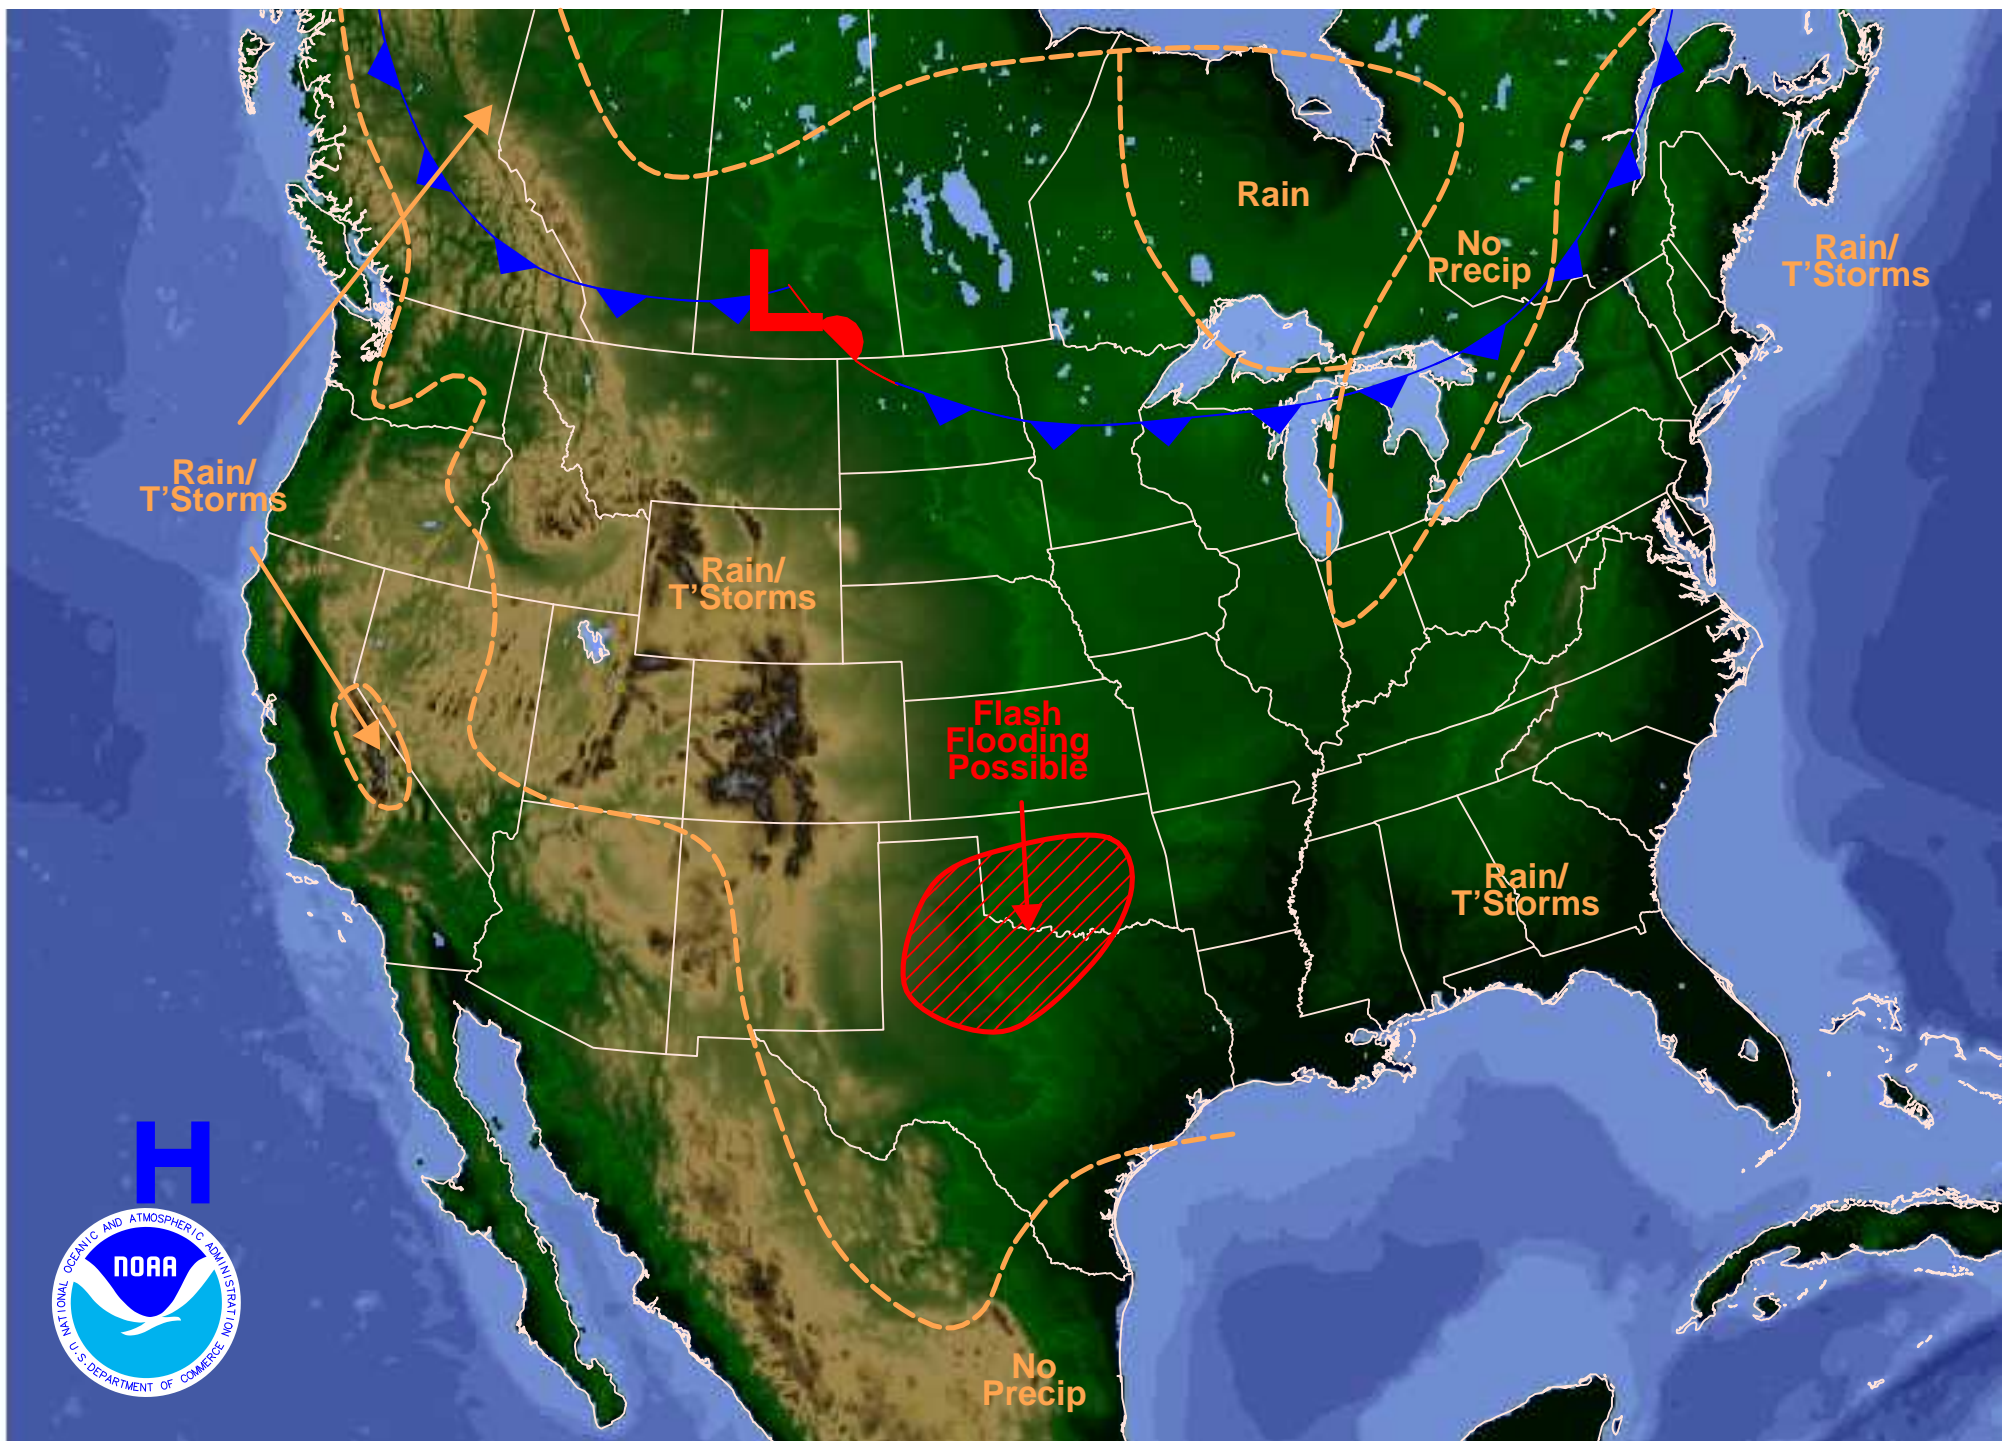 Rain
No
Precip
Rain/
T'Storms
Rain/
T'Storms
Rain/
T'Storms
Flash
Flooding
Possible
Rain/
T'Storms
No
Precip
L
H
NATIONAL OCEANIC AND ATMOSPHERIC ADMINISTRATION
NOAA
U.S. DEPARTMENT OF COMMERCE